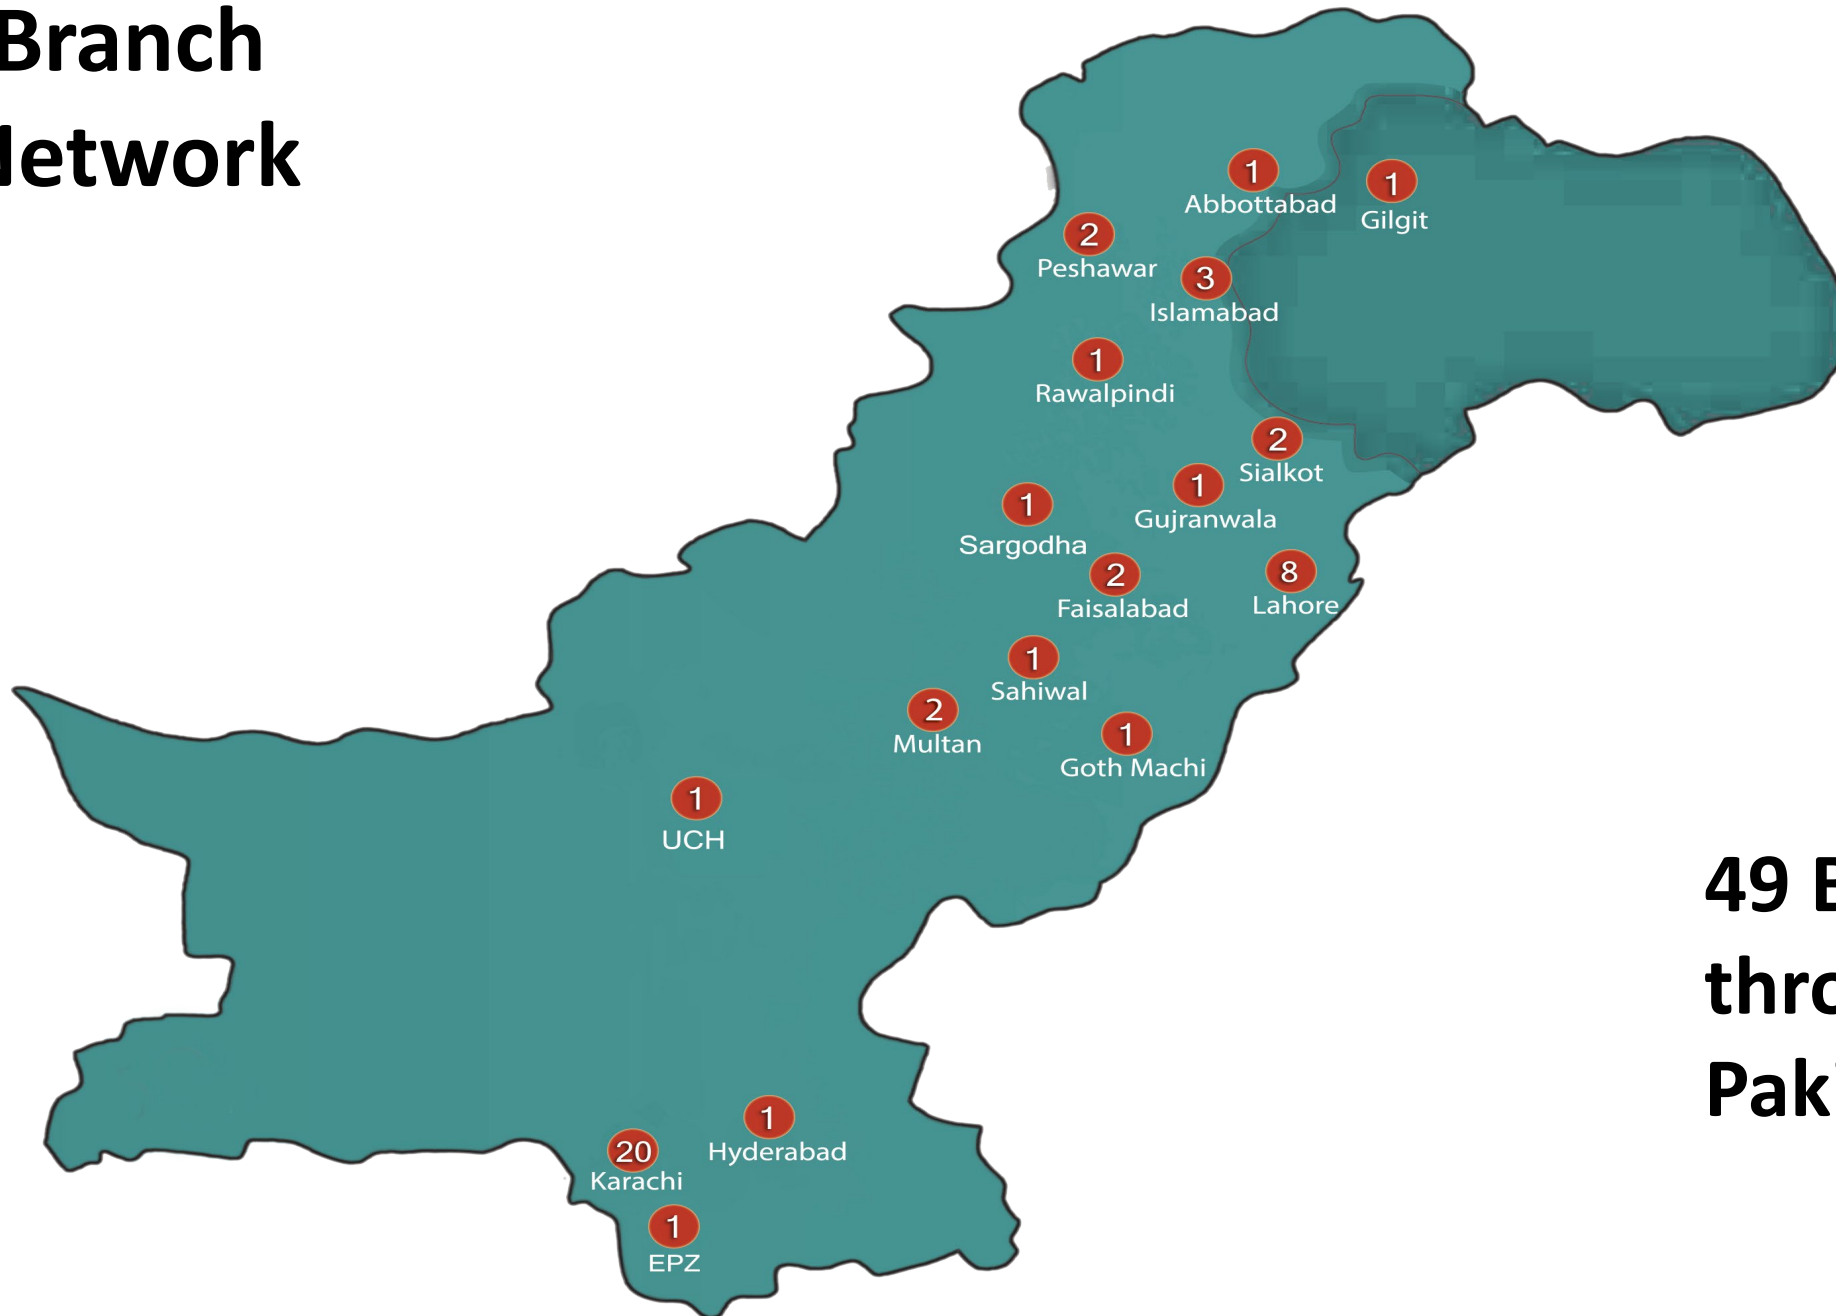 Branch
etwork
1
Abbottabad
1
Gilgit
2
Peshawar
3
Islamabad
1
Rawalpindi
2
Sialkot
1
Gujranwala
1
Sargodha
2
Faisalabad
8
Lahore
1
Sahiwal
2
Multan
1
Goth Machi
1
UCH
49
1
Hyderabad
20
Karachi
1
EPZ